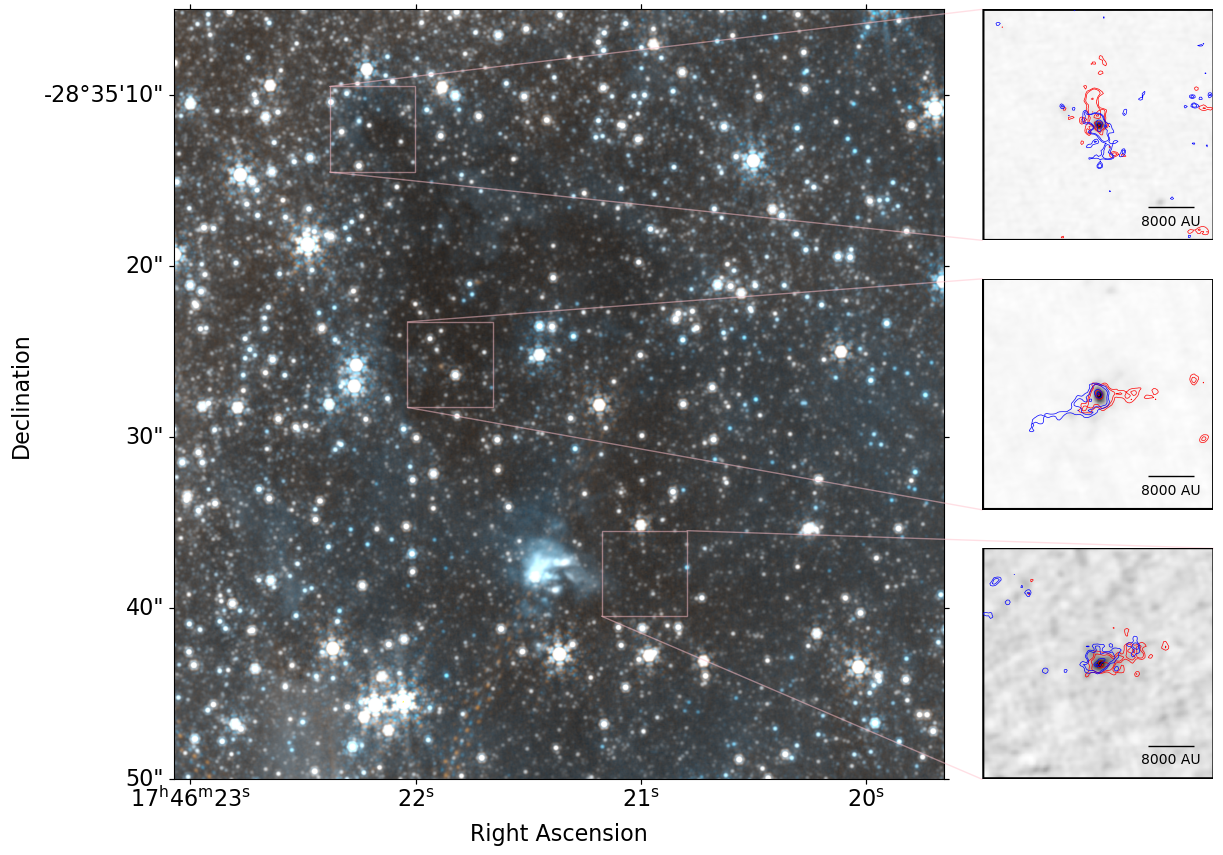 -28°35'10"
20"
30"
40"
50"
Declination
17ʰ46ᵐ23ˢ
22ˢ
21ˢ
20ˢ
Right Ascension
8000 AU
8000 AU
8000 AU